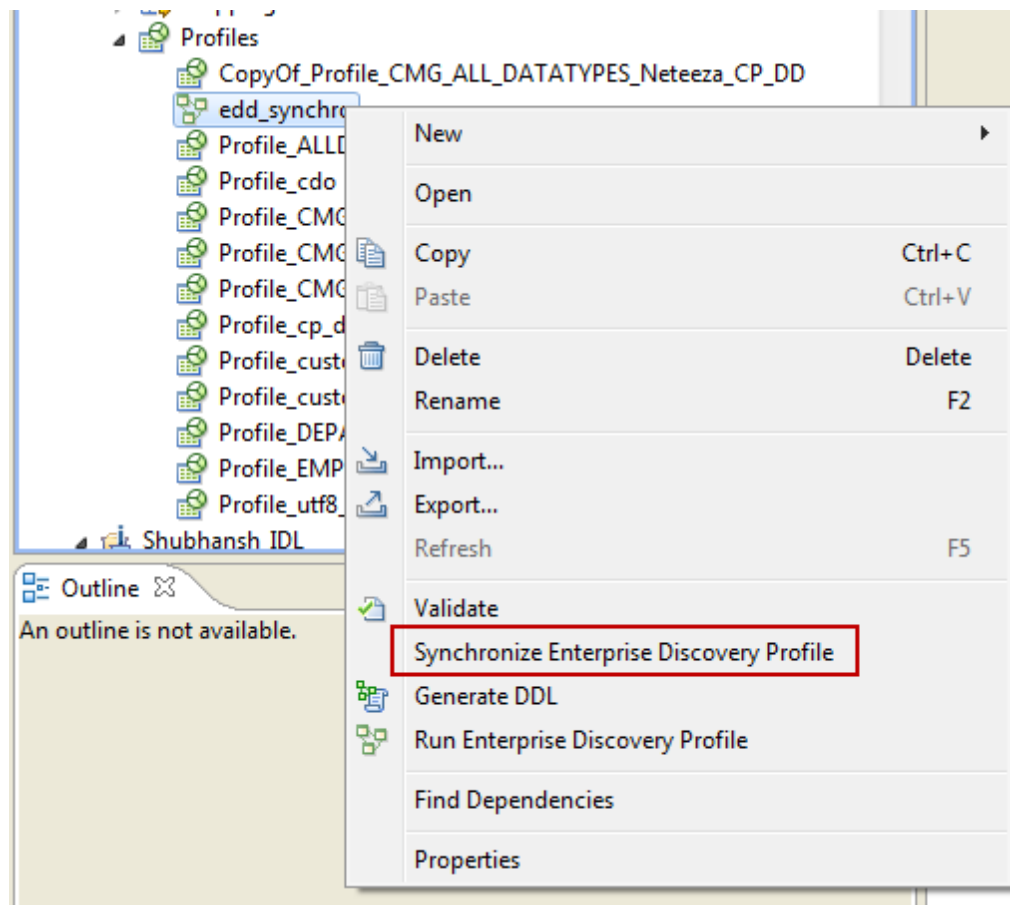 Profiles
CopyOf_Profile_CMG_ALL_DATATYPES_Neteeza_CP_DD
edd_synchro
Profile_ALLD
Profile_cdo
Profile_CMG
Profile_CMG
Profile_CMG
Profile_cp_d
Profile_custo
Profile_custo
Profile_DEPA
Profile_EMP
Profile_utf8_
Shubhansh_IDL
New
Open
Copy Ctrl+C
Paste Ctrl+V
Delete Delete
Rename F2
Import...
Export...
Refresh F5
Validate
Synchronize Enterprise Discovery Profile
Generate DDL
Run Enterprise Discovery Profile
Find Dependencies
Properties
Outline
An outline is not available.